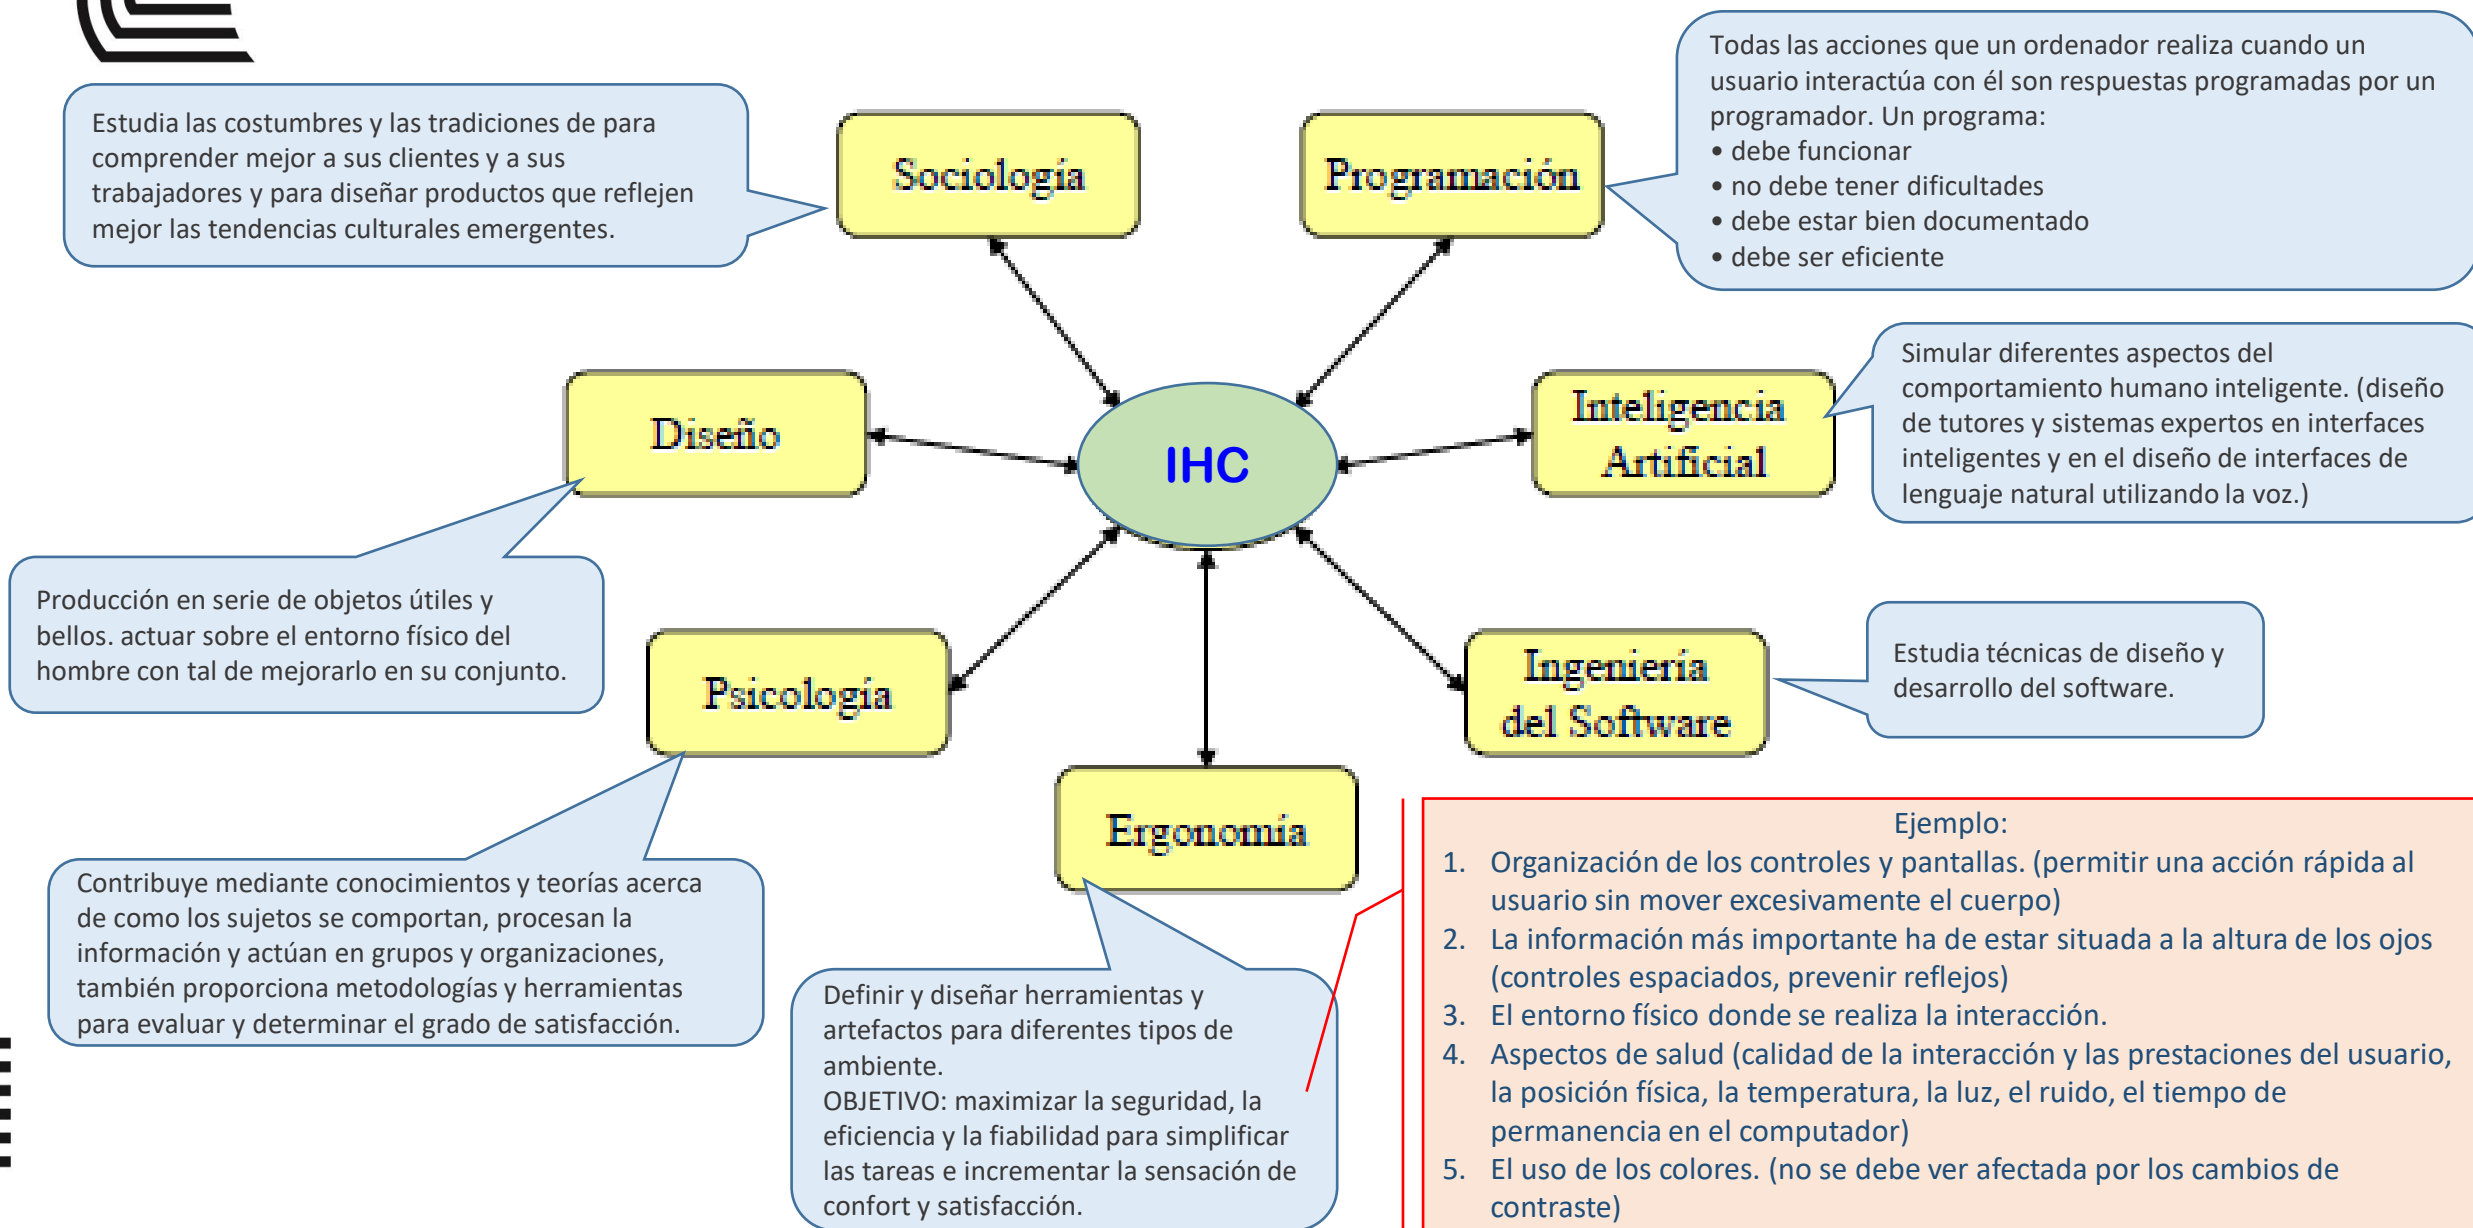 Estudia las costumbres y las tradiciones de para
comprender mejor a sus clientes y a sus
trabajadores y para diseñar productos que reflejen
mejor las tendencias culturales emergentes.
Sociología
Programación
Todas las acciones que un ordenador realiza cuando un
usuario interactúa con él son respuestas programadas por un
programador. Un programa:
• debe funcionar
• no debe tener dificultades
• debe estar bien documentado
• debe ser eficiente
Diseño
IHC
Inteligencia
Artificial
Simular diferentes aspectos del
comportamiento humano inteligente. (diseño
de tutores y sistemas expertos en interfaces
inteligentes y en el diseño de interfaces de
lenguaje natural utilizando la voz.)
Producción en serie de objetos útiles y
bellos. actuar sobre el entorno físico del
hombre con tal de mejorarlo en su conjunto.
Psicología
Ingeniería
del Software
Estudia técnicas de diseño y
desarrollo del software.
Ergonomía
Contribuye mediante conocimientos y teorías acerca
de como los sujetos se comportan, procesan la
información y actúan en grupos y organizaciones,
también proporciona metodologías y herramientas
para evaluar y determinar el grado de satisfacción.
Definir y diseñar herramientas y
artefactos para diferentes tipos de
ambiente.
OBJETIVO: maximizar la seguridad, la
eficiencia y la fiabilidad para simplificar
las tareas e incrementar la sensación de
confort y satisfacción.
Ejemplo:
1. Organización de los controles y pantallas. (permitir una acción rápida al
usuario sin mover excesivamente el cuerpo)
2. La información más importante ha de estar situada a la altura de los ojos
(controles espaciados, prevenir reflejos)
3. El entorno físico donde se realiza la interacción.
4. Aspectos de salud (calidad de la interacción y las prestaciones del usuario,
la posición física, la temperatura, la luz, el ruido, el tiempo de
permanencia en el computador)
5. El uso de los colores. (no se debe ver afectada por los cambios de
contraste)